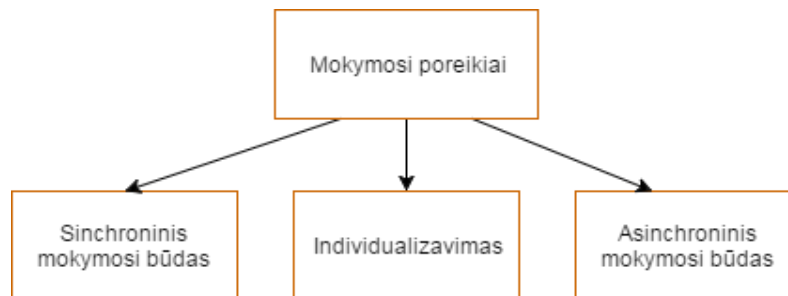 Mokymosi poreikiai
Sinchroninis
mokymosi būdas
Individualizavimas
Asinchroninis
mokymosi būdas